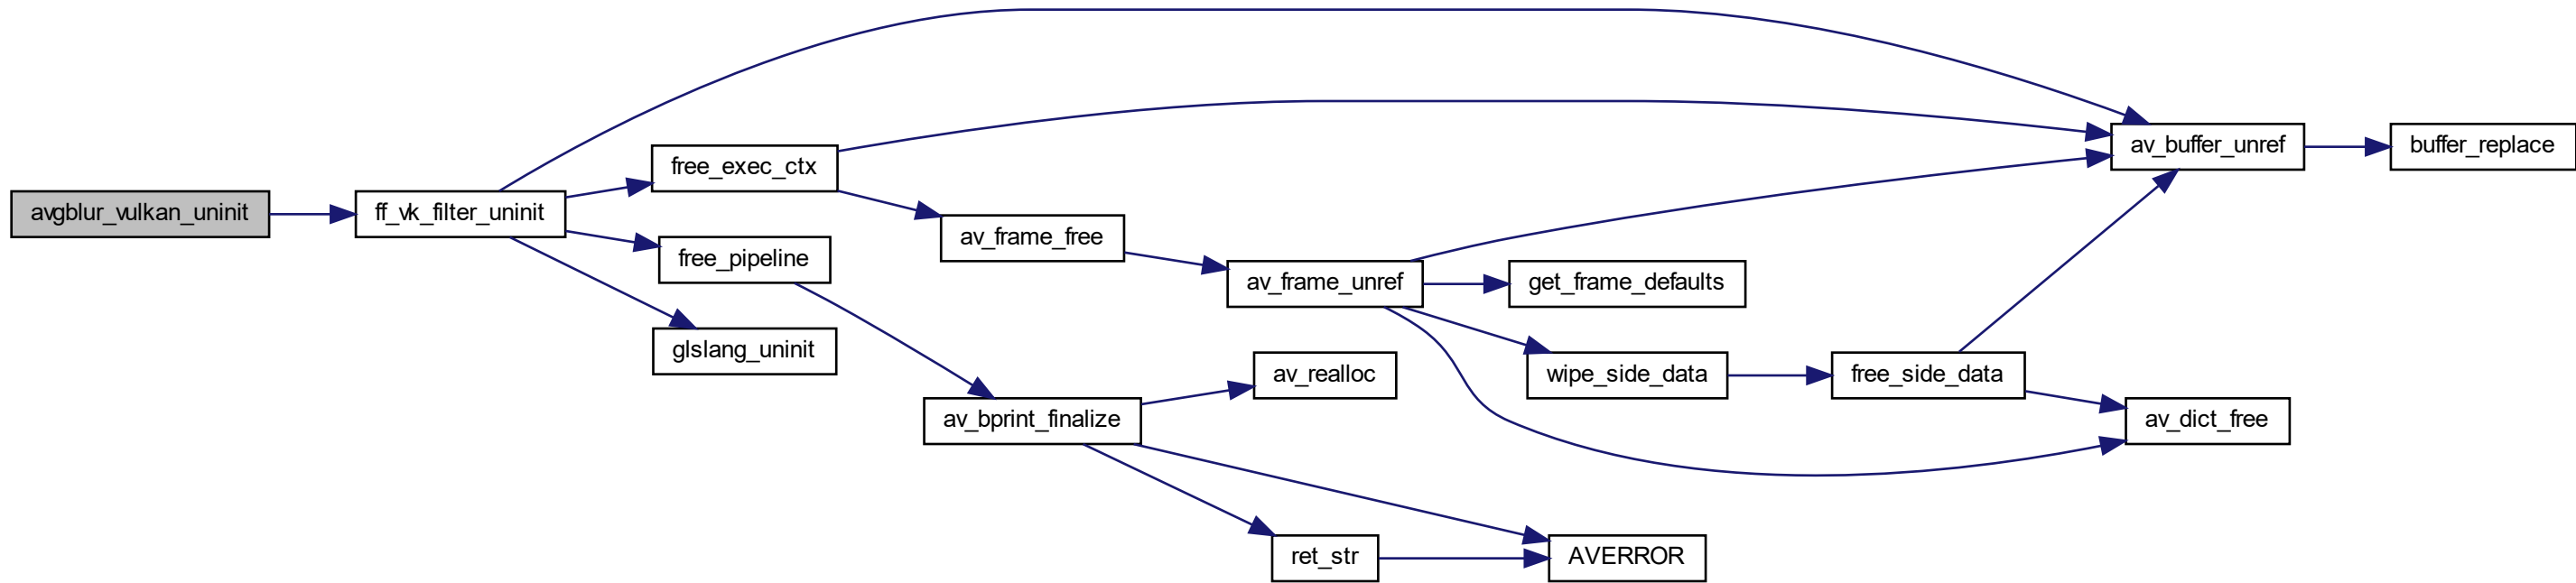 avgblur_vulkan_uninit
ff_vk_filter_uninit
free_exec_ctx
free_pipeline
glslang_uninit
av_frame_free
av_bprint_finalize
av_frame_unref
av_realloc
ret_str
get_frame_defaults
wipe_side_data
AVERROR
free_side_data
av_buffer_unref
av_dict_free
buffer_replace